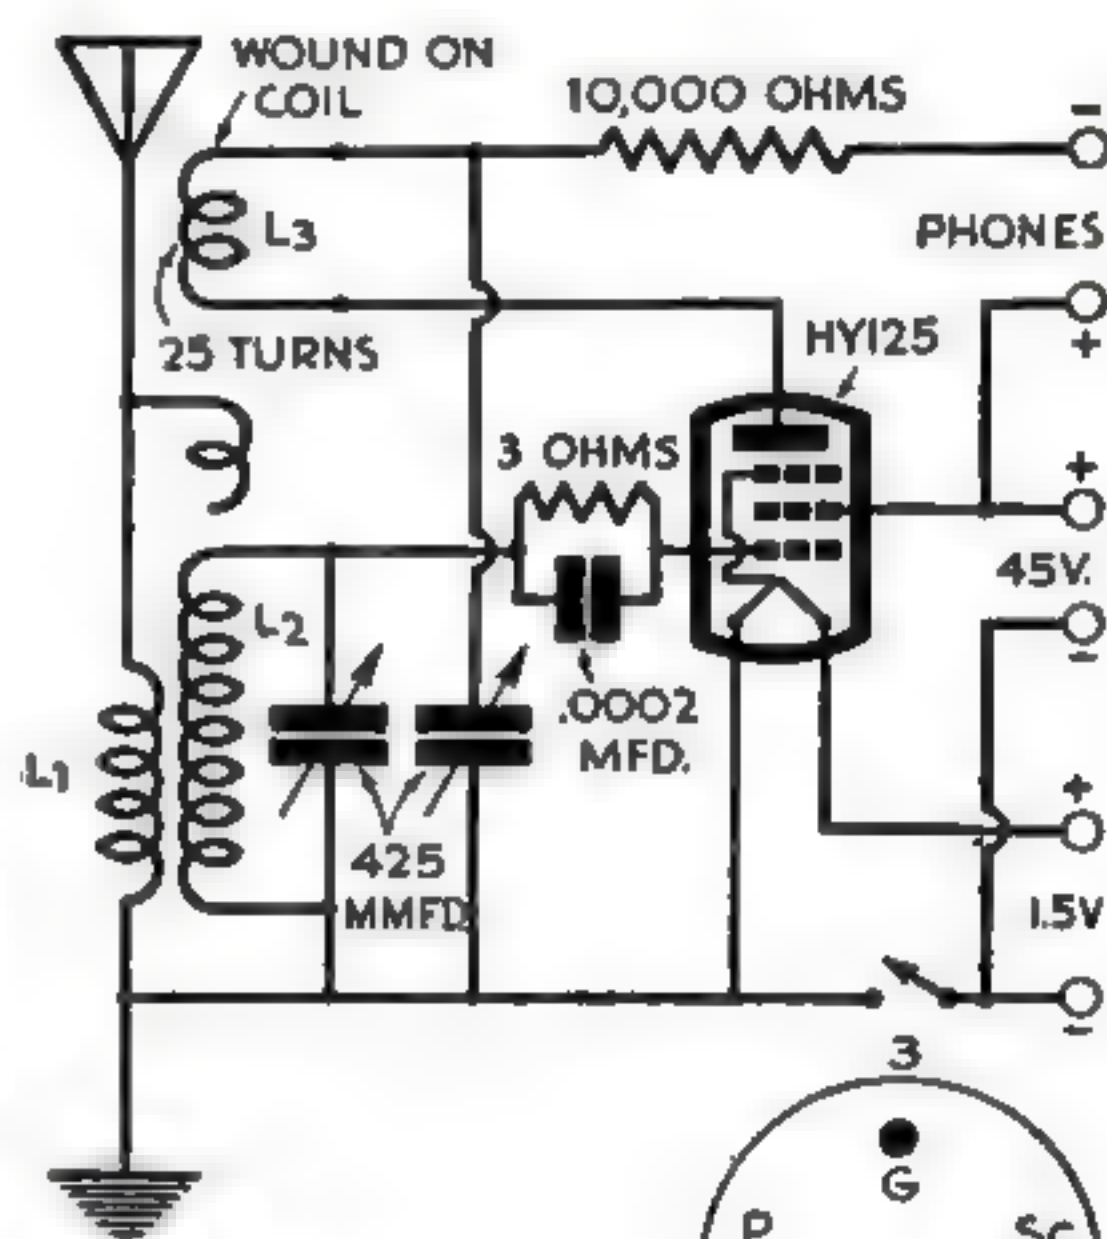 WOUND ON
COIL
10,000 OHMS
-
L3
PHONES
25 TURNS
HY125
+
3 OHMS
+
45V.
L2
-
.0002
MFD.
L1
+
425
MMFD
1.5V
-
3
G
P
SC